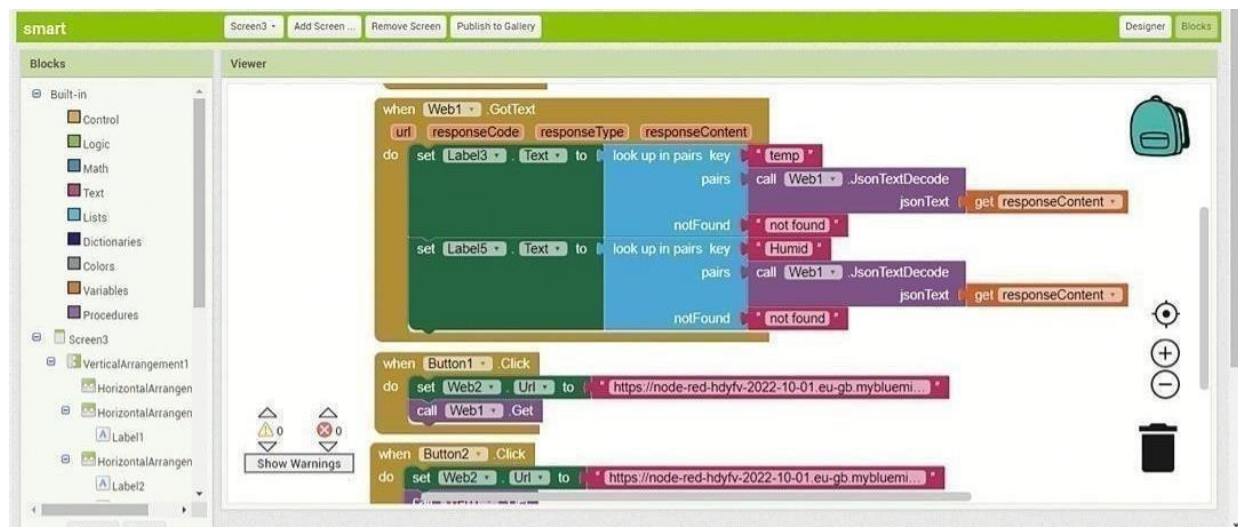 smart
Screen3 Add Screen ... Remove Screen Publish to Gallery Designer Blocks
Blocks
Viewer
Built-in
Control
Logic
Math
Text
Lists
Dictionaries
Colors
Variables
Procedures
Screen3
VerticalArrangement1
HorizontalArrangen
HorizontalArrangen
Label1
HorizontalArrangen
Label2
when Web1 .GotText
url responseCode responseType responseContent
do set Label3 . Text to look up in pairs key " temp "
pairs call Web1 .JsonTextDecode
jsonText get responseContent
notFound " not found "
set Label5 . Text to look up in pairs key " Humid "
pairs call Web1 .JsonTextDecode
jsonText get responseContent
notFound " not found "
when Button1 .Click
do set Web2 . Url to " https://node-red-hdyfv-2022-10-01.eu-gb.mybluemi... "
call Web1 .Get
when Button2 .Click
do set Web2 . Url to " https://node-red-hdyfv-2022-10-01.eu-gb.mybluemi... "
0 0
Show Warnings